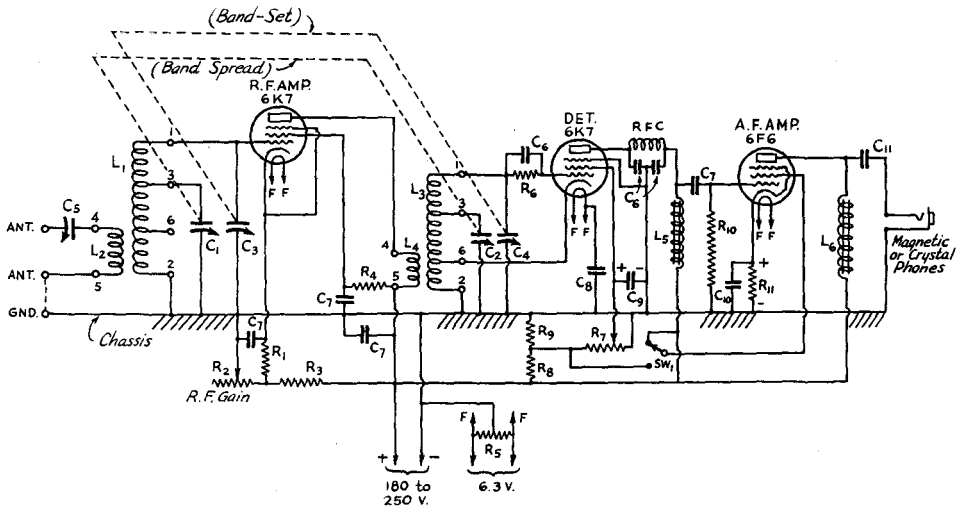 (Band-Set)
(Band Spread)
R.F. AMP.
6K7
DET.
6K7
RFC
A.F. AMP.
6F6
C11
1
L1
3
6
2
C1
C3
F F
C5
ANT.
4
L2
ANT.
5
GND.
Chassis
C7
R1
R2
R.F. Gain
R3
R4
C7
C7
4
L4
5
1
L3
3
6
2
C2
C4
C6
R6
F F
C6
C8
+ -
C9
R7
R9
R8
C7
L5
R10
F F
C10
+
R11
-
SW1
L6
Magnetic
or Crystal
Phones
F F
R5
+ -
180 to
250 V.
6.3 V.